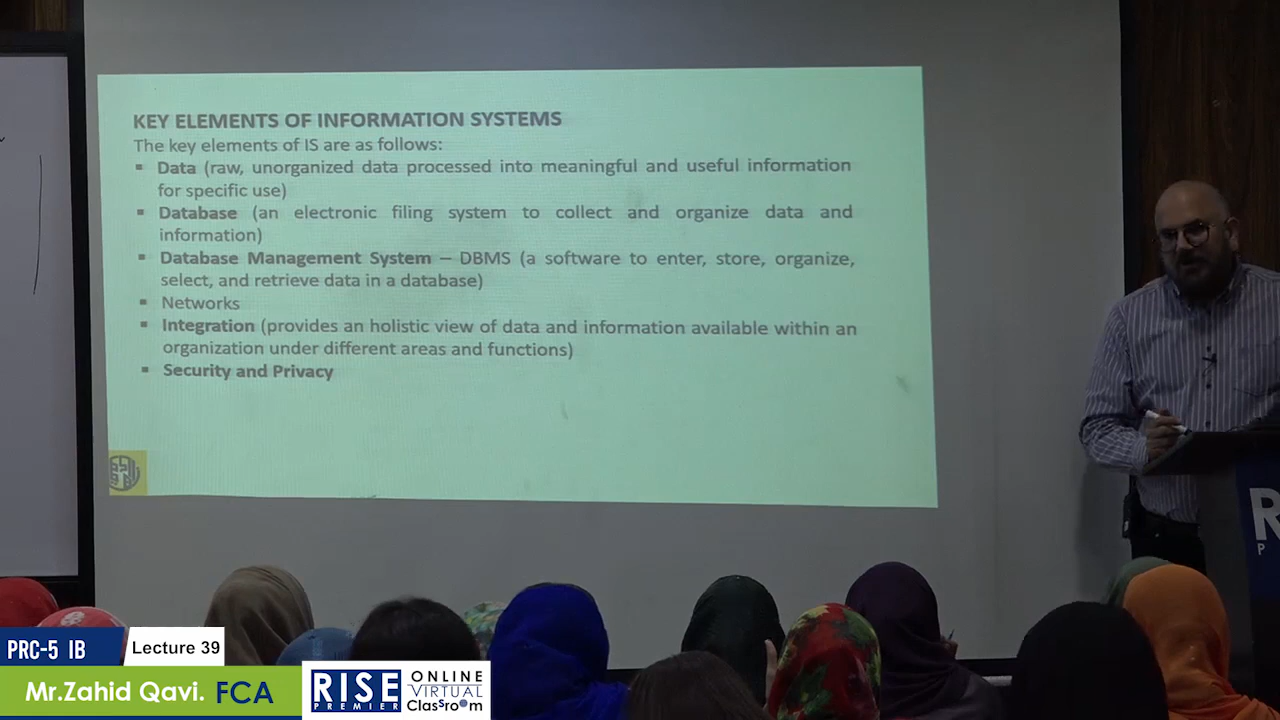 KEY ELEMENTS OF INFORMATION SYSTEMS
The key elements of IS are as follows:
▪ Data (raw, unorganized data processed into meaningful and useful information
for specific use)
▪ Database (an electronic filing system to collect and organize data and
information)
▪ Database Management System – DBMS (a software to enter, store, organize,
select, and retrieve data in a database)
▪ Networks
▪ Integration (provides an holistic view of data and information available within an
organization under different areas and functions)
▪ Security and Privacy
R
P
PRC-5 IB
Lecture 39
Mr.Zahid Qavi. FCA
RISE
PREMIER
ONLINE
VIRTUAL
Classroom